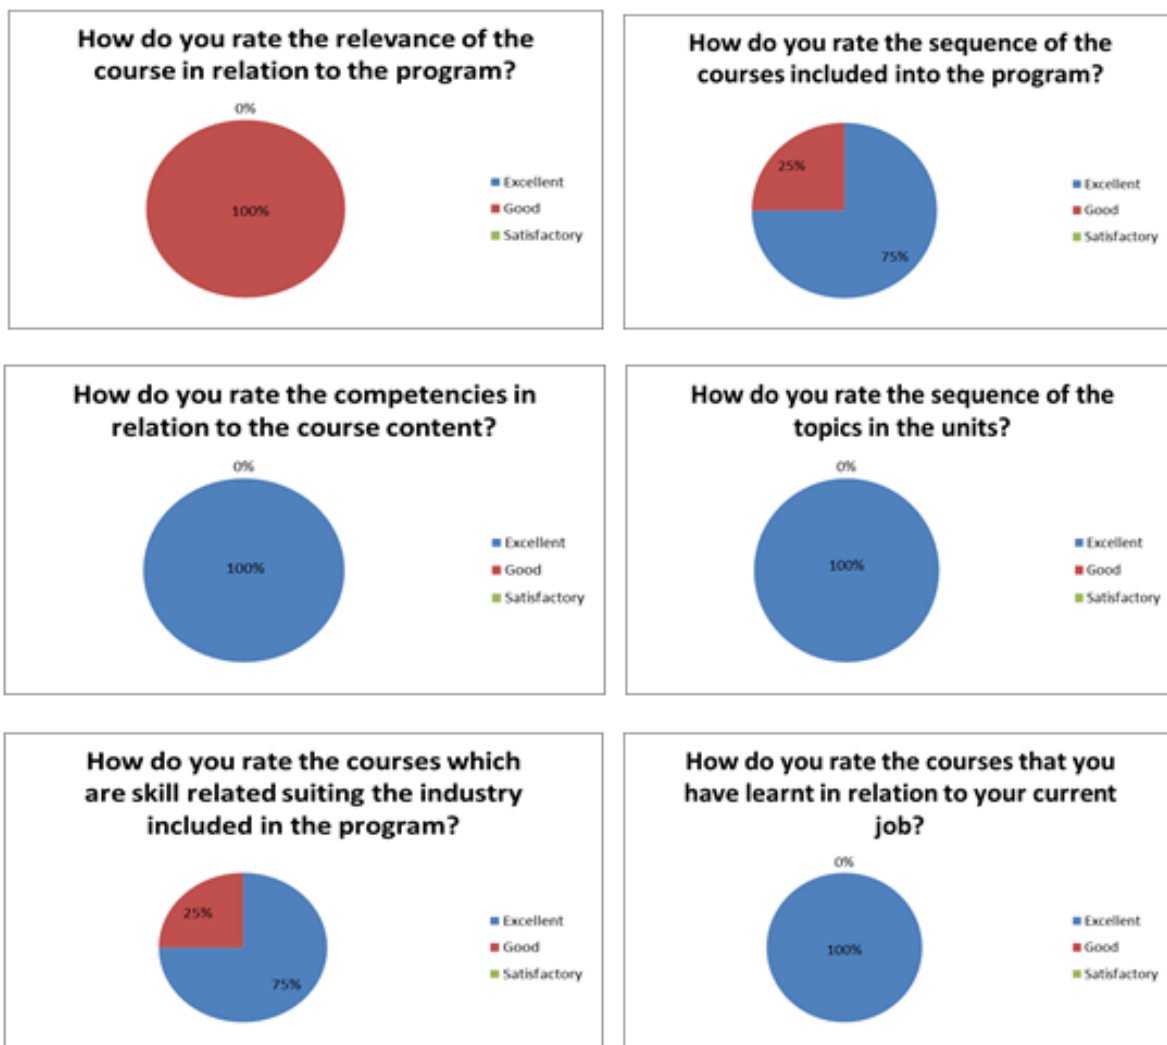 How do you rate the relevance of the
course in relation to the program?
0%
100%
Excellent
Good
Satisfactory
How do you rate the sequence of the
courses included into the program?
25%
75%
Excellent
Good
Satisfactory
How do you rate the competencies in
relation to the course content?
0%
100%
Excellent
Good
Satisfactory
How do you rate the sequence of the
topics in the units?
0%
100%
Excellent
Good
Satisfactory
How do you rate the courses which
are skill related suiting the industry
included in the program?
25%
75%
Excellent
Good
Satisfactory
How do you rate the courses that you
have learnt in relation to your current
job?
0%
100%
Excellent
Good
Satisfactory